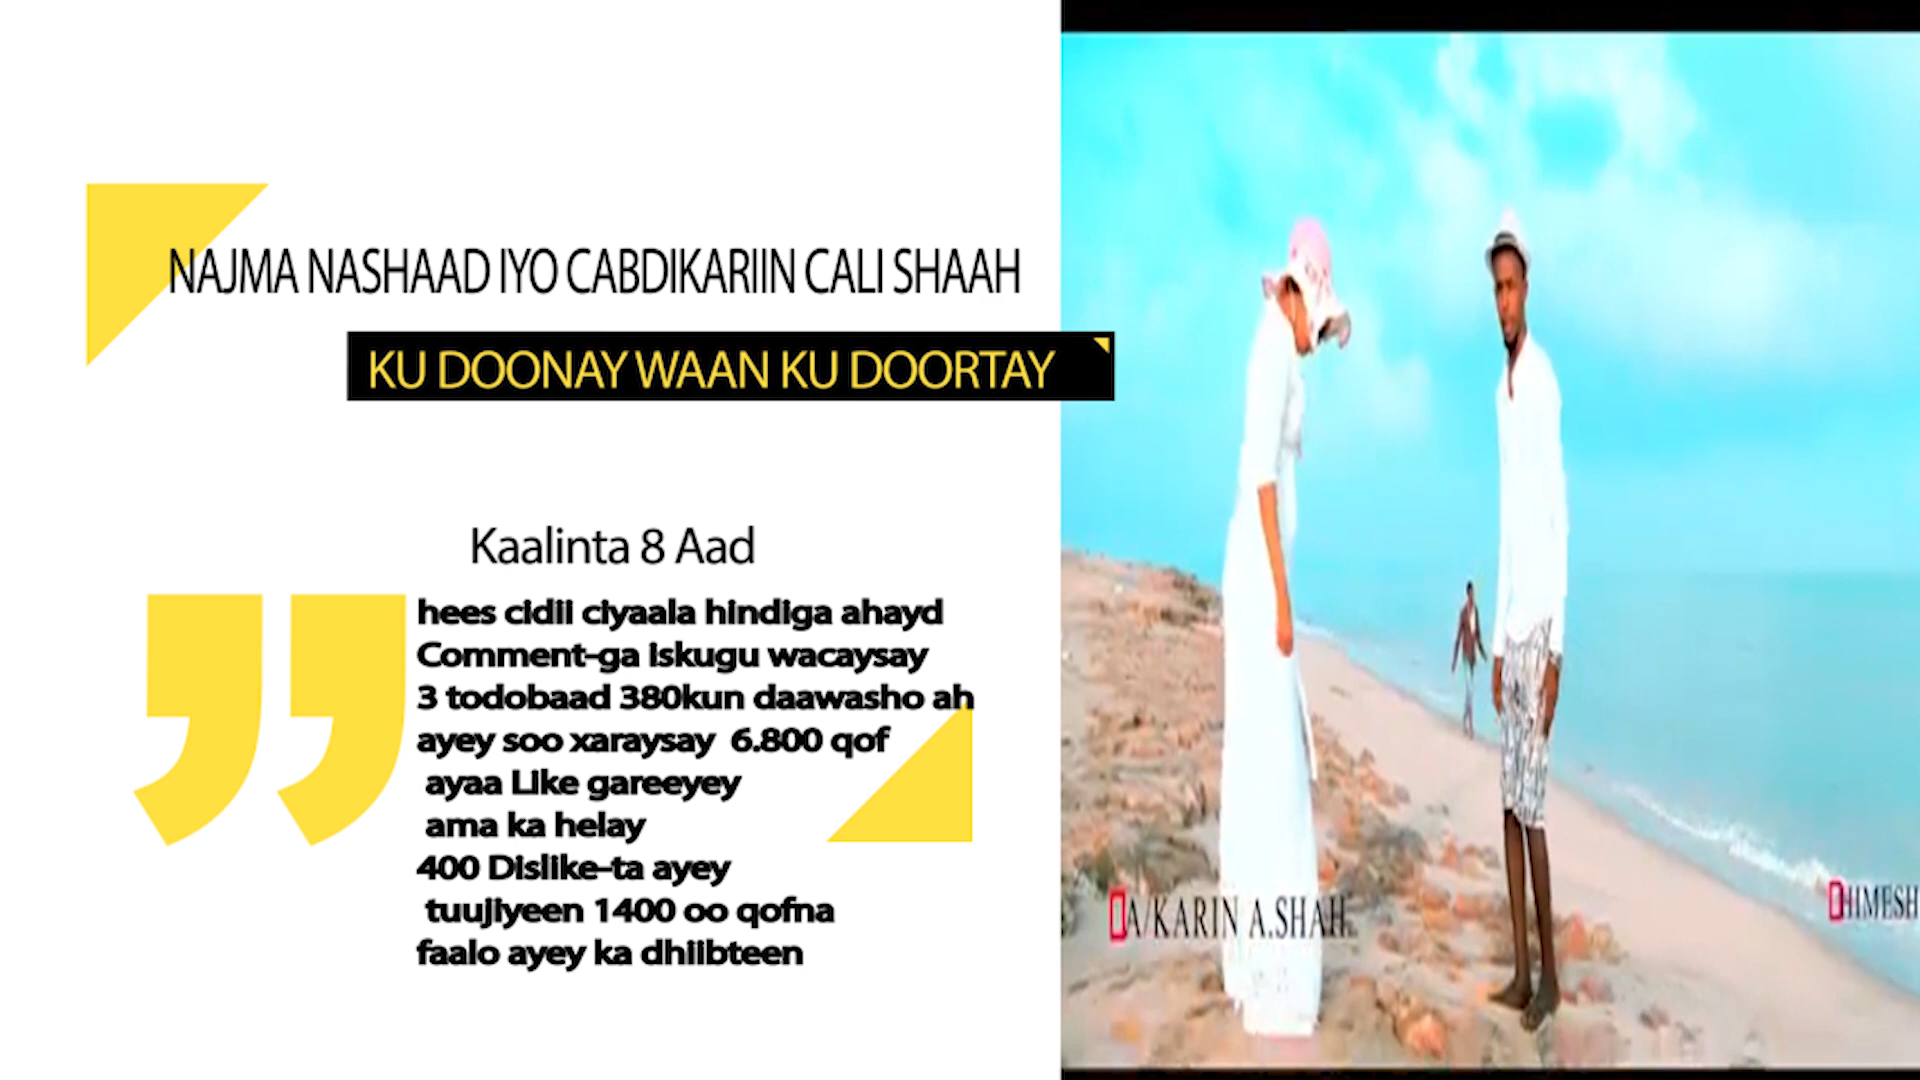 NAJMA NASHAAD IYO CABDIKARIIN CALI SHAAH
KU DOONAY WAAN KU DOORTAY
Kaalinta 8 Aad
hees cidii ciyaala hindiga ahayd
Comment-ga iskugu wacaysay
3 todobaad 380kun daawasho ah
ayey soo xaraysay 6.800 qof
ayaa Like gareeyey
ama ka helay
400 Dislike-ta ayey
tuujiyeen 1400 oo qofna
faalo ayey ka dhiibteen
A/KARIN A.SHAH
HIMESH